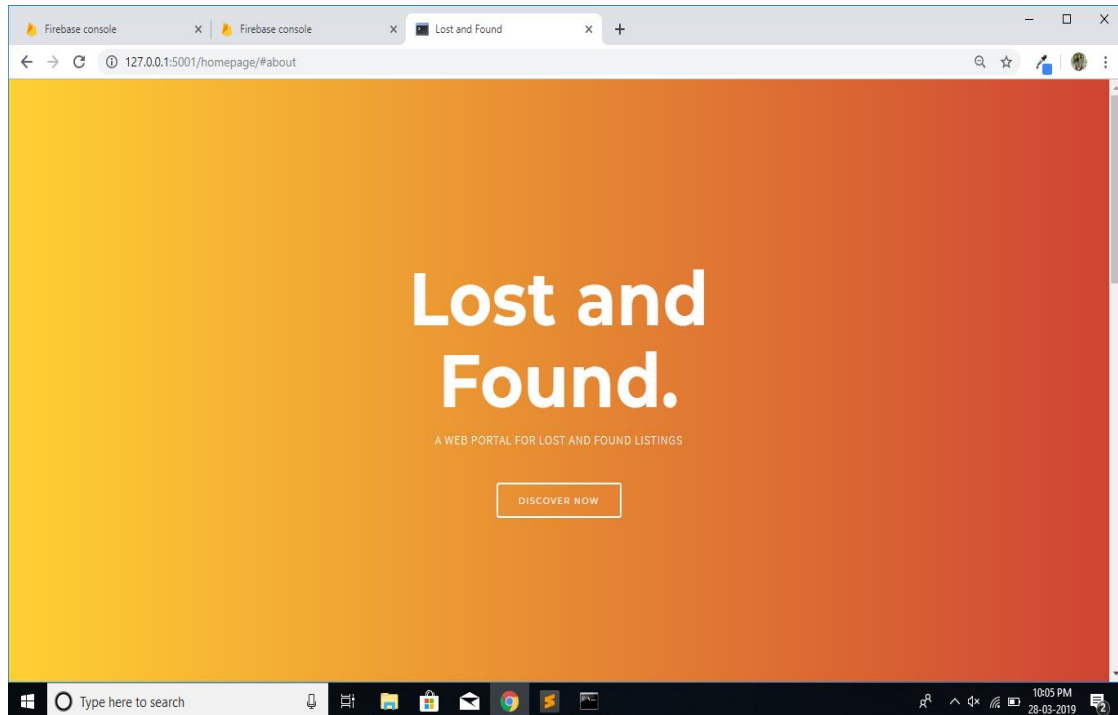 Firebase console
Firebase console
Lost and Found
127.0.0.1:5001/homepage/#about
Lost and
Found.
A WEB PORTAL FOR LOST AND FOUND LISTINGS
DISCOVER NOW
Type here to search
10:05 PM
28-03-2019
2